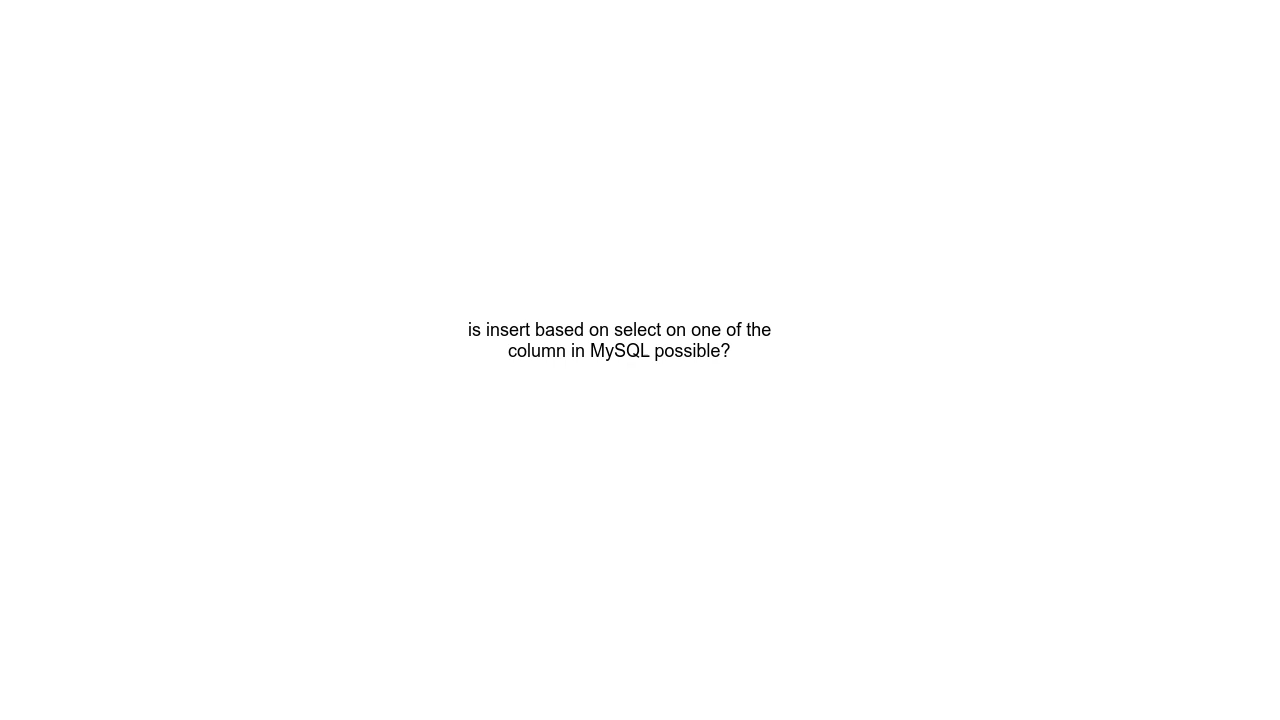 is insert based on select on one of the
column in MySQL possible?